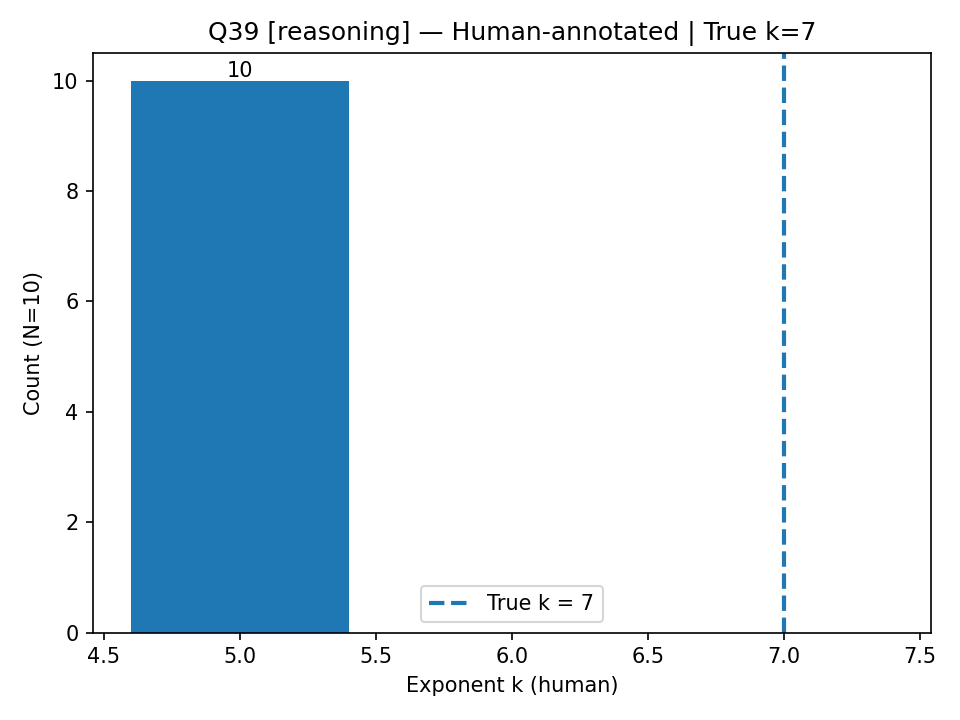 Q39 [reasoning] — Human-annotated | True k=7
10
10
8
6
4
2
0
Count (N=10)
True k = 7
4.5 5.0 5.5 6.0 6.5 7.0 7.5
Exponent k (human)